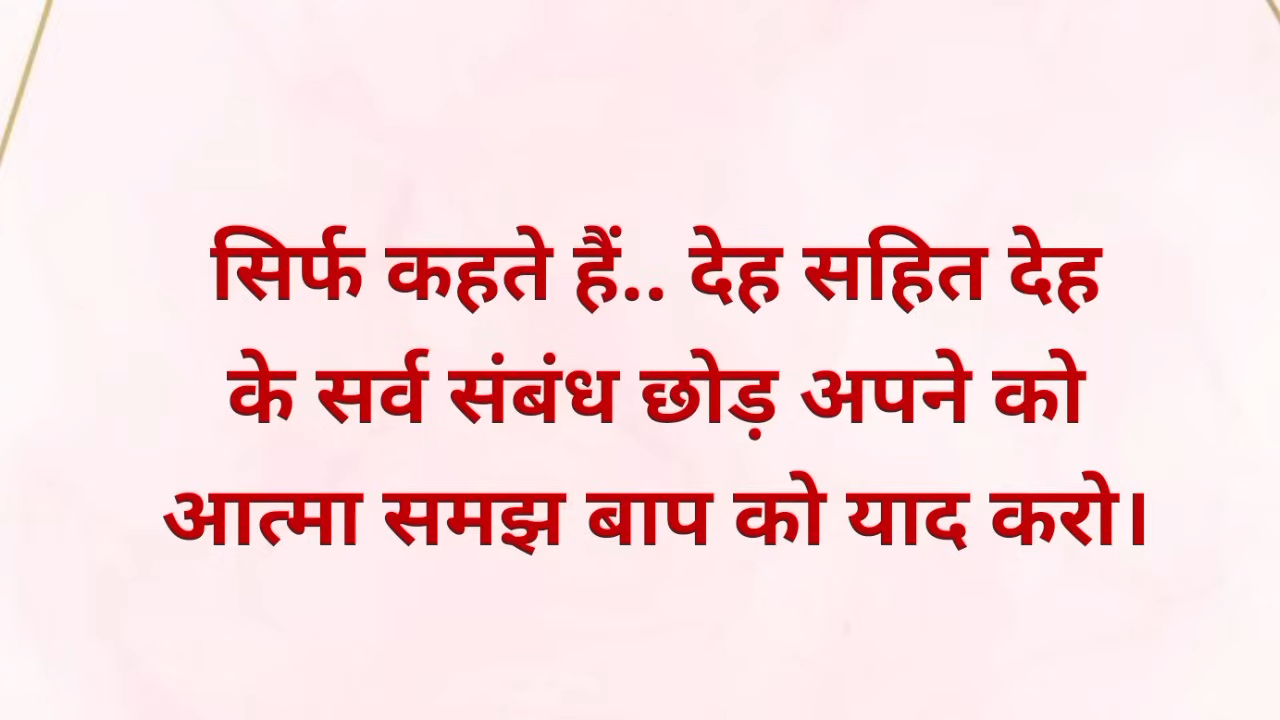 सिर्फ कहते हैं.. देह सहित देह
के सर्व संबंध छोड़ अपने को
आत्मा समझ बाप को याद करो।